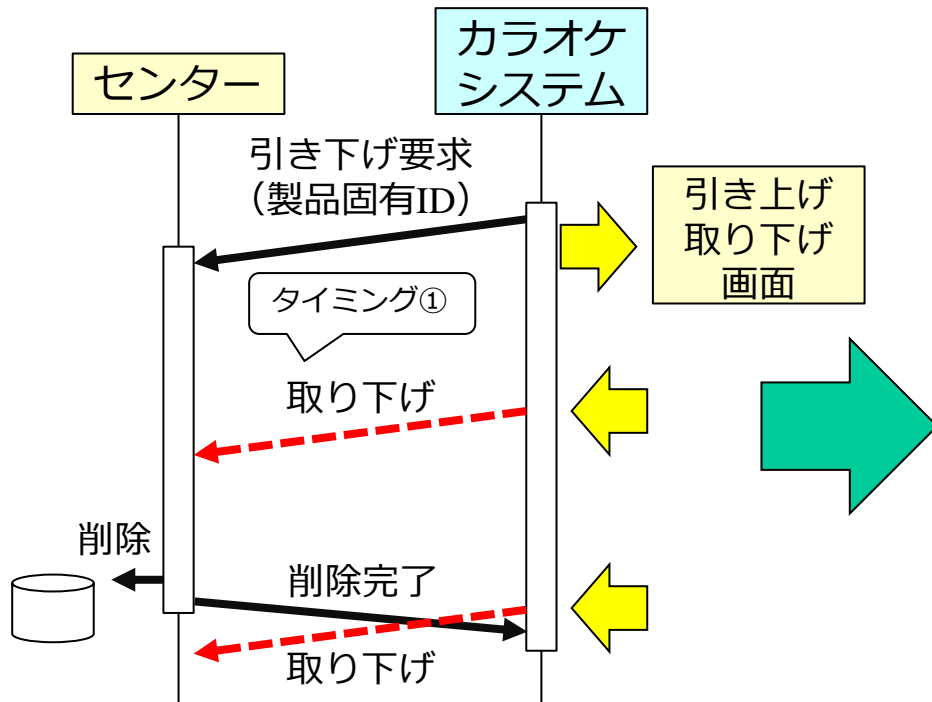 センター
カラオケ
システム
引き下げ要求
（製品固有ID）
引き上げ
取り下げ
画面
タイミング①
取り下げ
削除
削除完了
取り下げ